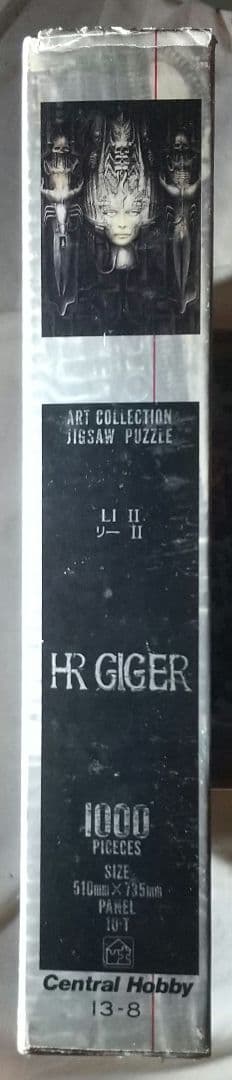 ART COLLECTION
JIGSAW PUZZLE
LI II
リー II
HR GIGER
1000
PICECES
SIZE
510mm×735mm
PANEL
10-T
Central Hobby
13-8